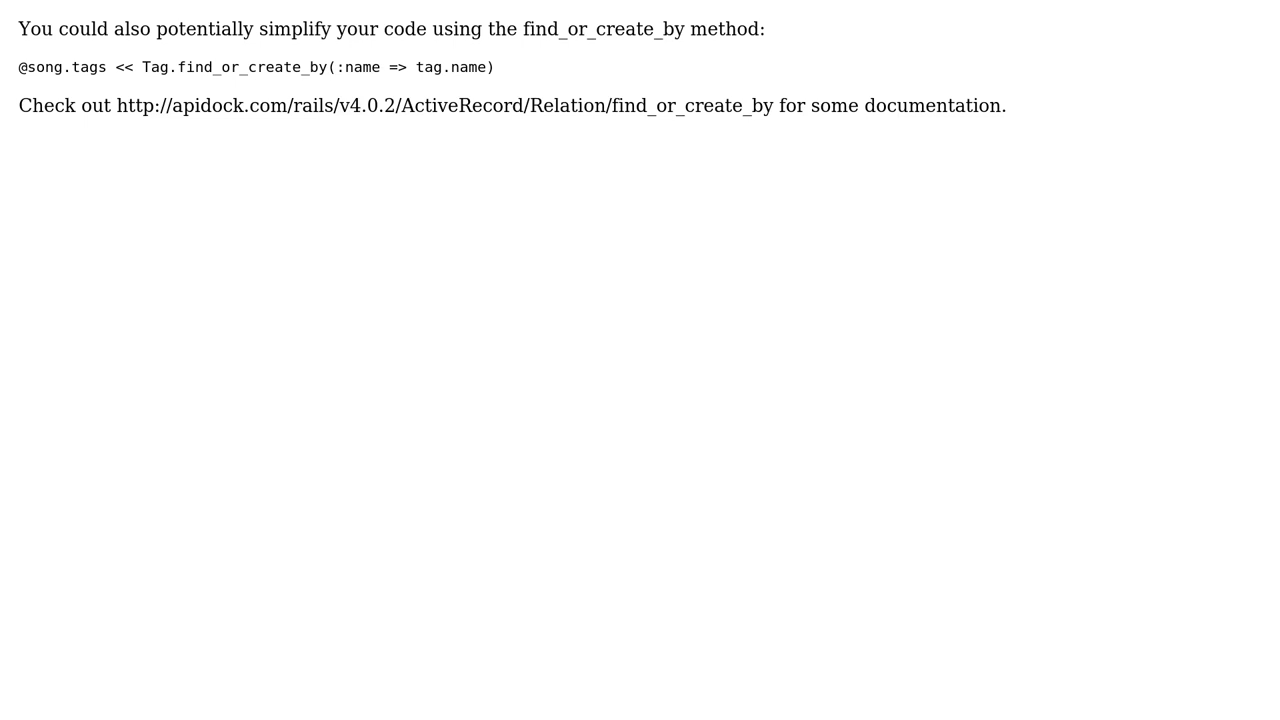 You could also potentially simplify your code using the find_or_create_by method:
@song.tags << Tag.find_or_create_by(:name => tag.name)
Check out http://apidock.com/rails/v4.0.2/ActiveRecord/Relation/find_or_create_by for some documentation.